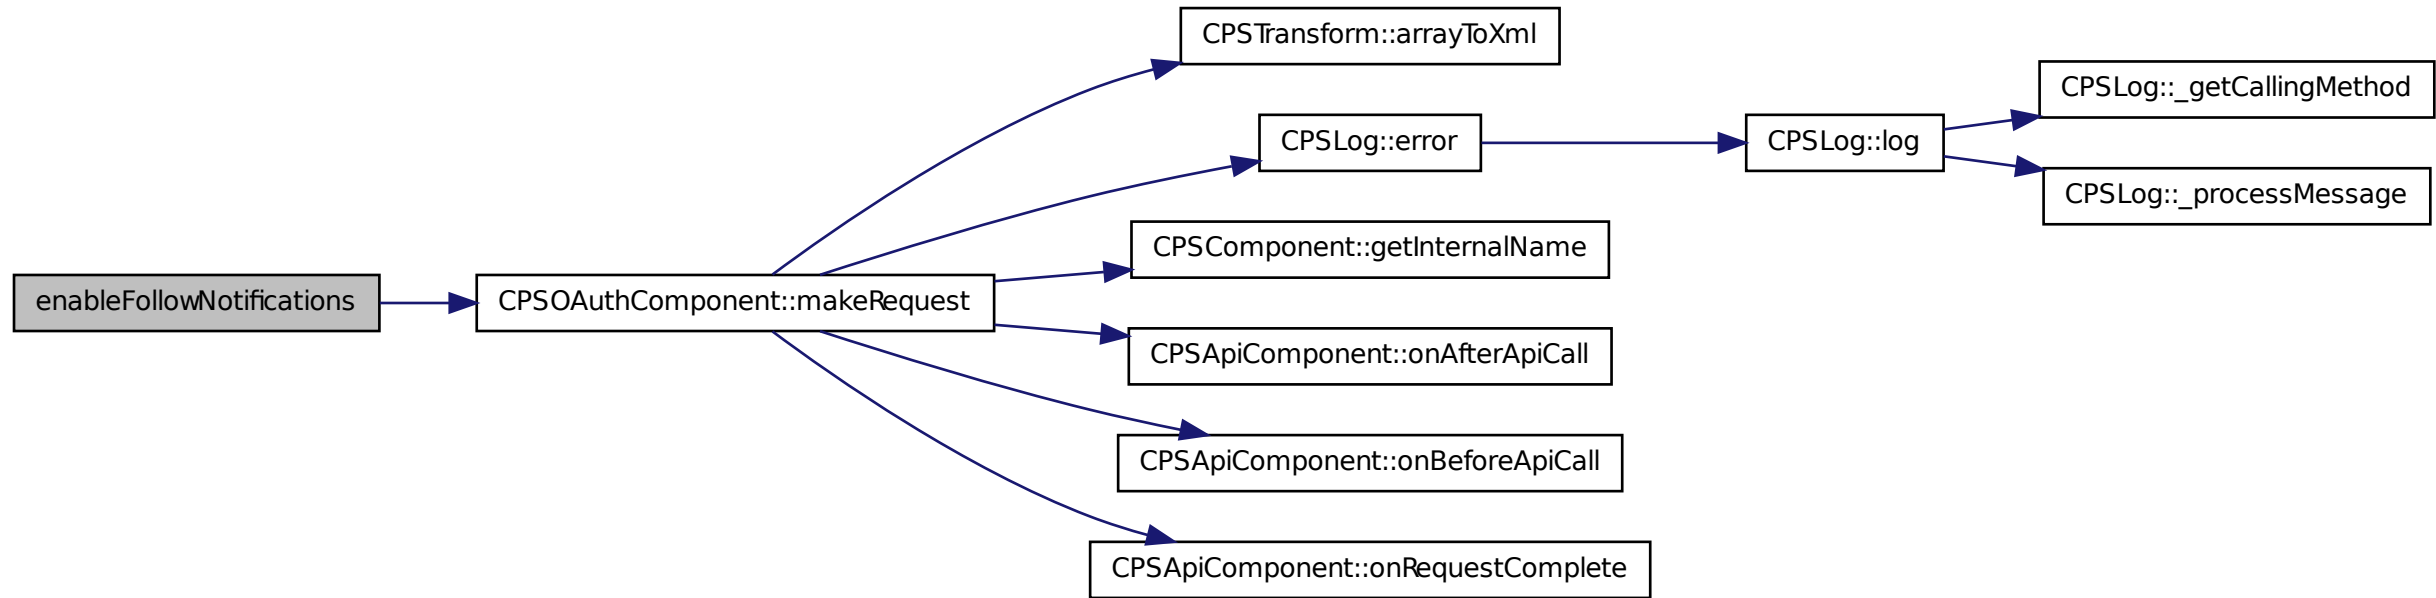 CPSTransform::arrayToXml
CPSLog::_getCallingMethod
CPSLog::error
CPSLog::log
CPSLog::_processMessage
CPSComponent::getInternalName
enableFollowNotifications
CPSOAuthComponent::makeRequest
CPSApiComponent::onAfterApiCall
CPSApiComponent::onBeforeApiCall
CPSApiComponent::onRequestComplete